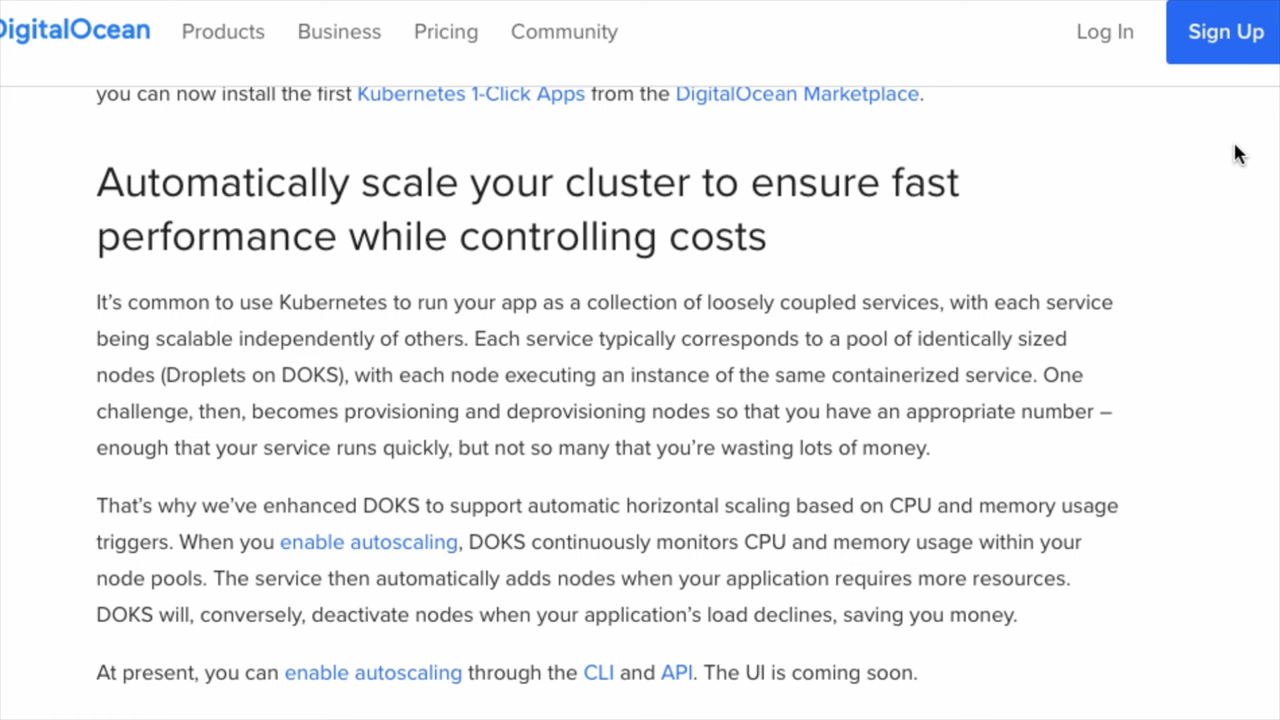 DigitalOcean Products Business Pricing Community Log In Sign Up
you can now install the first Kubernetes 1-Click Apps from the DigitalOcean Marketplace.
Automatically scale your cluster to ensure fast
performance while controlling costs
It’s common to use Kubernetes to run your app as a collection of loosely coupled services, with each service
being scalable independently of others. Each service typically corresponds to a pool of identically sized
nodes (Droplets on DOKS), with each node executing an instance of the same containerized service. One
challenge, then, becomes provisioning and deprovisioning nodes so that you have an appropriate number –
enough that your service runs quickly, but not so many that you’re wasting lots of money.
That’s why we’ve enhanced DOKS to support automatic horizontal scaling based on CPU and memory usage
triggers. When you enable autoscaling, DOKS continuously monitors CPU and memory usage within your
node pools. The service then automatically adds nodes when your application requires more resources.
DOKS will, conversely, deactivate nodes when your application’s load declines, saving you money.
At present, you can enable autoscaling through the CLI and API. The UI is coming soon.